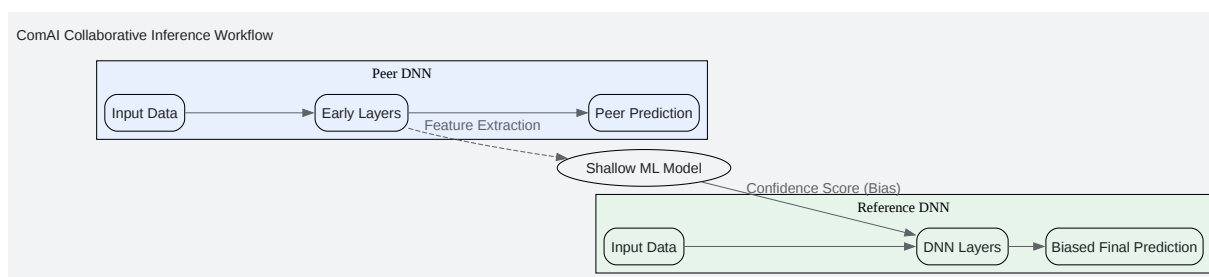 ComAI Collaborative Inference Workflow
Peer DNN
Input Data
Early Layers
Peer Prediction
Feature Extraction
Shallow ML Model
Confidence Score (Bias)
Reference DNN
Input Data
DNN Layers
Biased Final Prediction